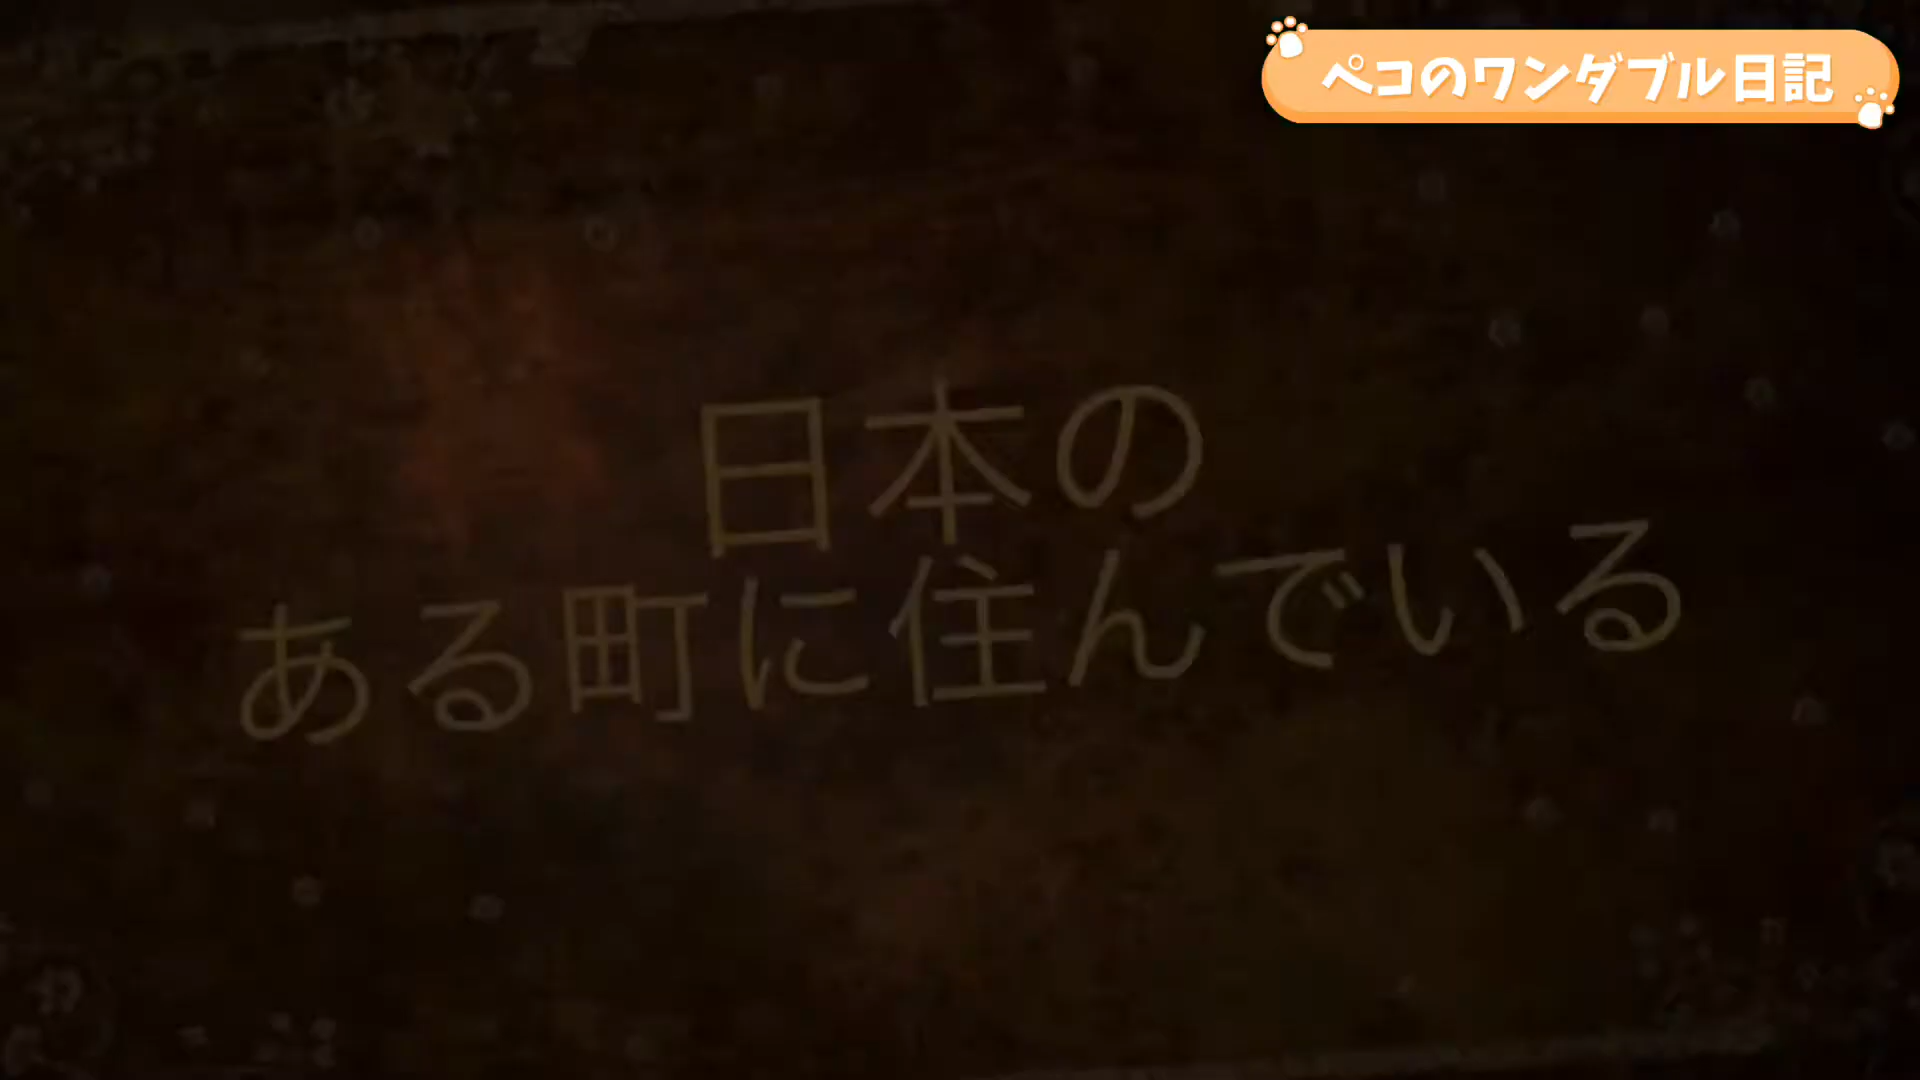 ペコのワンダブル日記
日本の
ある町に住んでいる